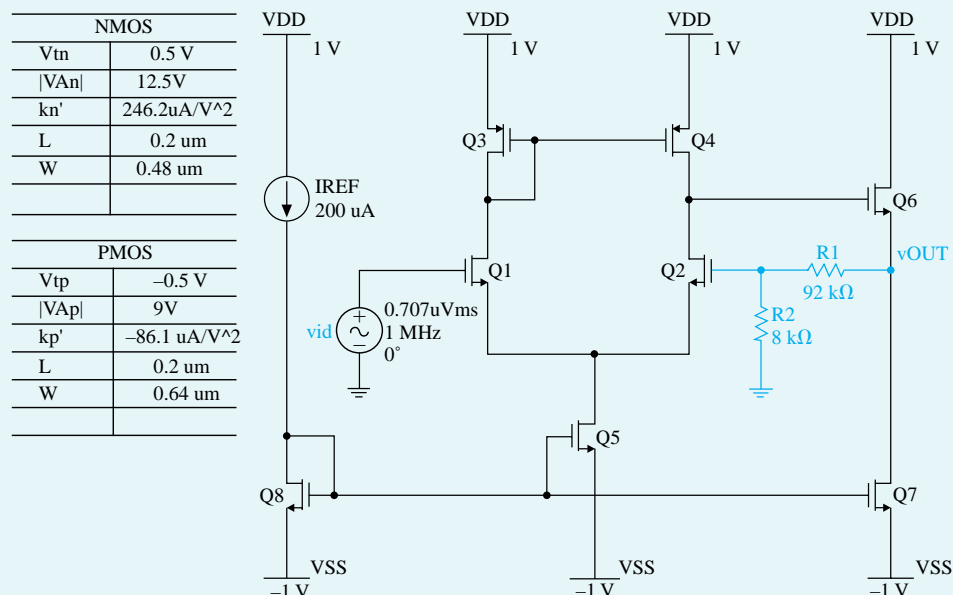 NMOS
Vtn 0.5 V
|VAn| 12.5V
kn' 246.2uA/V^2
L 0.2 um
W 0.48 um
PMOS
Vtp –0.5 V
|VAp| 9V
kp' –86.1 uA/V^2
L 0.2 um
W 0.64 um
VDD
1 V
VDD
1 V
VDD
1 V
VDD
1 V
Q3
Q4
IREF
200 uA
Q6
Q1
Q2
R1
92 kΩ
vOUT
vid
0.707uVms
1 MHz
0°
R2
8 kΩ
Q5
Q8
Q7
VSS
–1 V
VSS
–1 V
VSS
–1 V